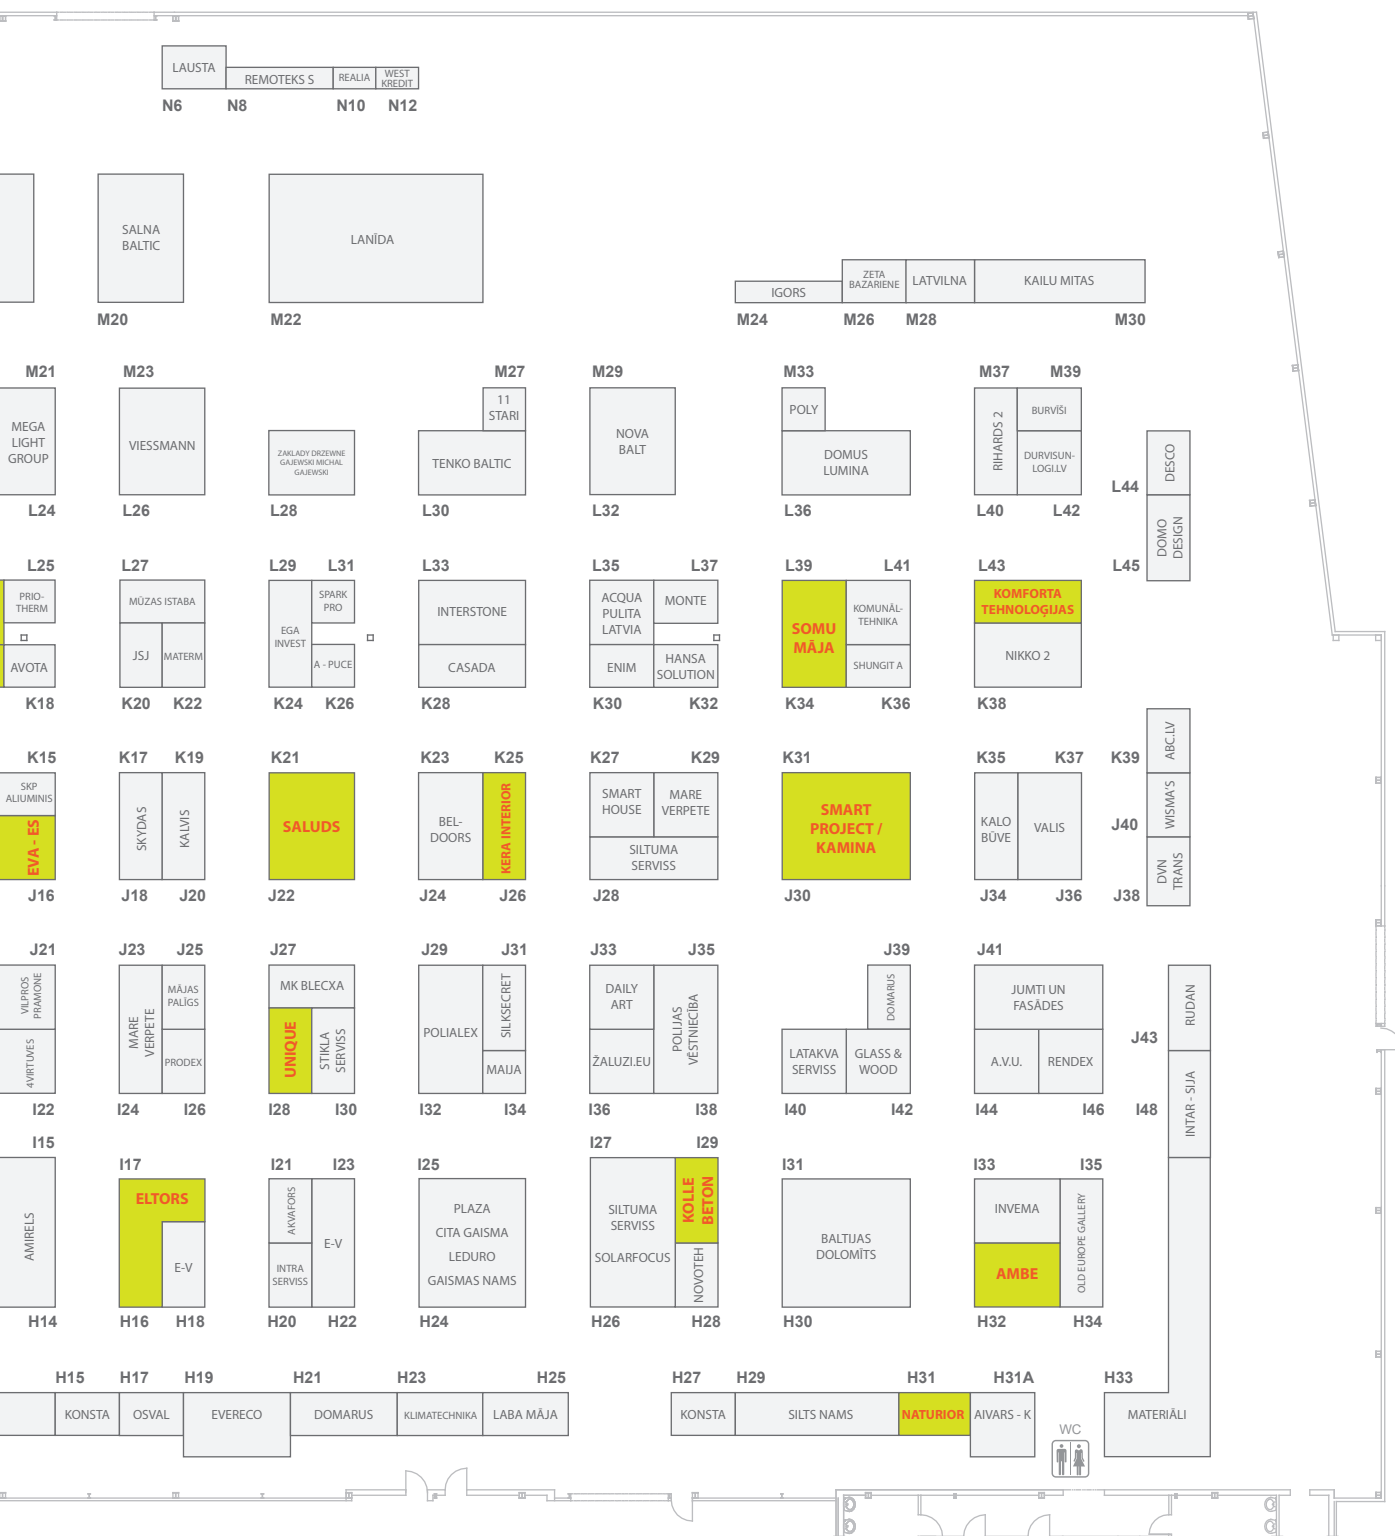 LAUSTA
REMOTEKS S
REALIA
WEST
KREDIT
N6
N8
N10
N12
SALNA
BALTIC
LANĪDA
M20
M22
IGORS
ZETA
BAZARIENE
LATVILNA
KAILU MITAS
M24
M26
M28
M30
M21
M23
M27
M29
M33
M37
M39
MEGA
LIGHT
GROUP
VIESSMANN
ZAKLADY DRZEWNE
GAJEWSKI MICHAL
GAJEWSKI
11
STARI
TENKO BALTIC
NOVA
BALT
POLY
DOMUS
LUMINA
RIHARDS 2
BURVĪŠI
DURVISUN-
LOGI.LV
DESCO
L44
DOMO
DESIGN
L45
L24
L26
L28
L30
L32
L36
L40
L42
L25
L27
L29
L31
L33
L35
L37
L39
L41
L43
PRIO-
THERM
AVOTA
MŪZAS ISTABA
JSJ
MATERM
EGA
INVEST
SPARK
PRO
A - PUCE
INTERSTONE
CASADA
ACQUA
PULITA
LATVIA
MONTE
ENIM
HANSA
SOLUTION
SOMU
MĀJA
KOMUNĀL-
TEHNIKA
SHUNGIT A
KOMFORTA
TEHNOLOĢIJAS
NIKKO 2
K18
K20
K22
K24
K26
K28
K30
K32
K34
K36
K38
K15
K17
K19
K21
K23
K25
K27
K29
K31
K35
K37
K39
SKP
ALIUMINIS
EVA - ES
SKYDAS
KALVIS
SALUDS
BEL-
DOORS
KERA INTERIOR
SMART
HOUSE
MARE
VERPETE
SILTUMA
SERVISS
SMART
PROJECT /
KAMINA
KALO
BŪVE
VALIS
ABC.LV
WISMA'S
J40
DVN
TRANS
J16
J18
J20
J22
J24
J26
J28
J30
J34
J36
J38
J21
J23
J25
J27
J29
J31
J33
J35
J39
J41
VILPROS
PRAMONE
4VIRTUVES
MARE
VERPETE
MĀJAS
PALĪGS
PRODEX
MK BLECXA
UNIQUE
STIKLA
SERVISS
POLIALEX
SILKSECRET
MAIJA
DAILY
ART
ŽALUZI.EU
POLIJAS
VĒSTNIECĪBA
DOMARUS
LATAKVA
SERVISS
GLASS &
WOOD
JUMTI UN
FASĀDES
A.V.U.
RENDEX
RUDAN
J43
INTAR - SIJA
I22
I24
I26
I28
I30
I32
I34
I36
I38
I40
I42
I44
I46
I48
I15
I17
I21
I23
I25
I27
I29
I31
I33
I35
AMIRELS
ELTORS
E-V
AKVAFORS
INTRA
SERVISS
E-V
PLAZA
CITA GAISMA
LEDURO
GAISMAS NAMS
SILTUMA
SERVISS
SOLARFOCUS
KOLLE
BETON
NOVOTEH
BALTIJAS
DOLOMĪTS
INVEMA
AMBE
OLD EUROPE GALLERY
H14
H16
H18
H20
H22
H24
H26
H28
H30
H32
H34
H15
H17
H19
H21
H23
H25
H27
H29
H31
H31A
H33
KONSTA
OSVAL
EVERECO
DOMARUS
KLIMATECHNIKA
LABA MĀJA
KONSTA
SILTS NAMS
NATURIOR
AIVARS - K
MATERIĀLI
WC